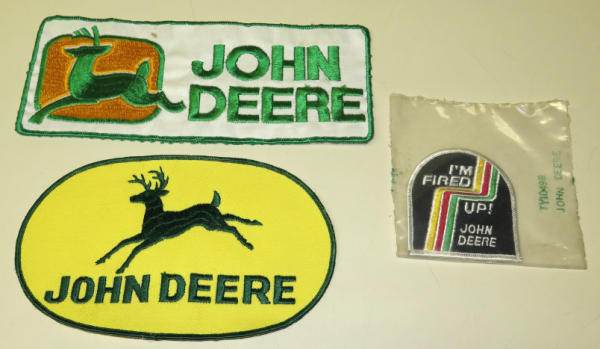 JOHN
DEERE
JOHN DEERE
I'M
FIRED
UP!
JOHN
DEERE
JOHN DEERE